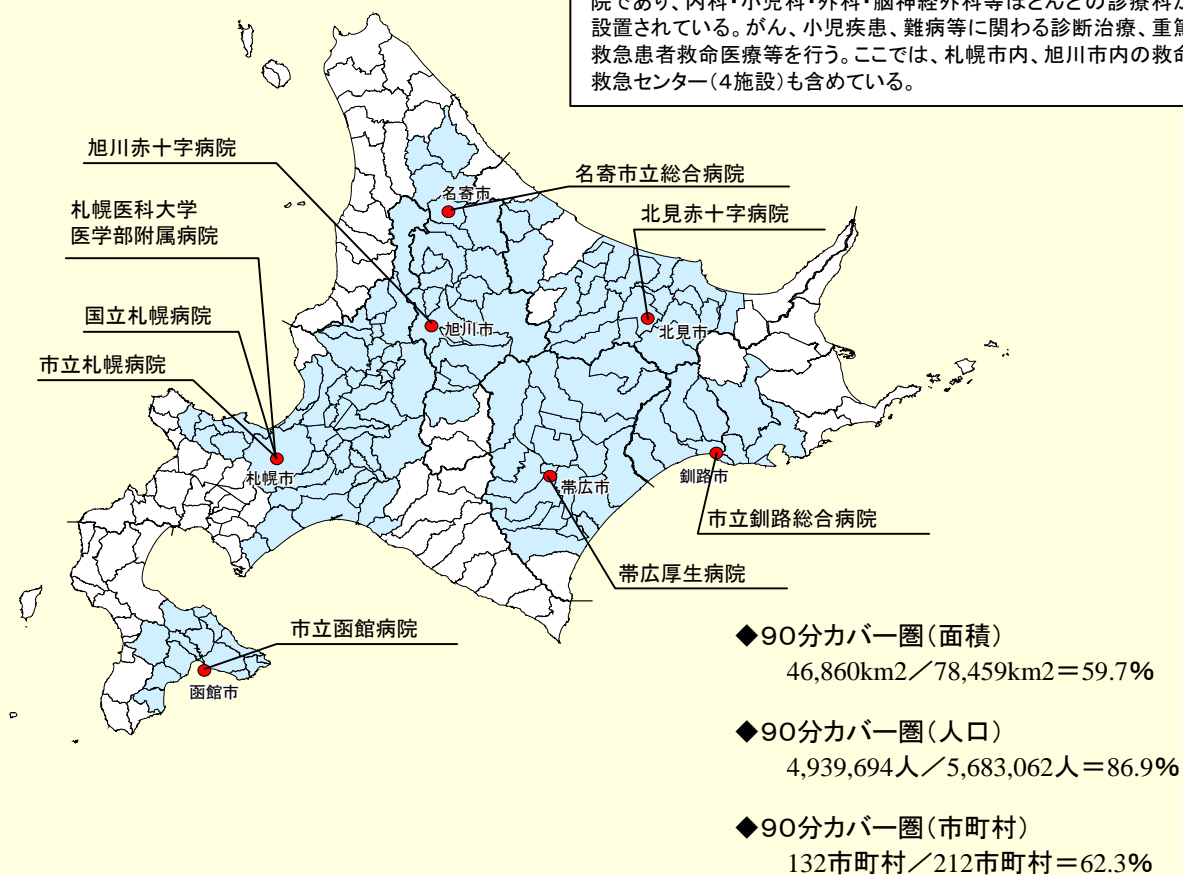 院であり、内科・小児科・外科・脳神経外科等ほとんどの診療科が
設置されている。がん、小児疾患、難病等に関わる診断治療、重篤
救急患者救命医療等を行う。ここでは、札幌市内、旭川市内の救命
救急センター(4施設)も含めている。
旭川赤十字病院
名寄市立総合病院
名寄市
札幌医科大学
医学部附属病院
北見赤十字病院
国立札幌病院
旭川市
北見市
市立札幌病院
札幌市
帯広市
釧路市
市立釧路総合病院
帯広厚生病院
市立函館病院
函館市
◆90分カバー圏(面積)
46,860km2/78,459km2=59.7%
◆90分カバー圏(人口)
4,939,694人/5,683,062人=86.9%
◆90分カバー圏(市町村)
132市町村/212市町村=62.3%